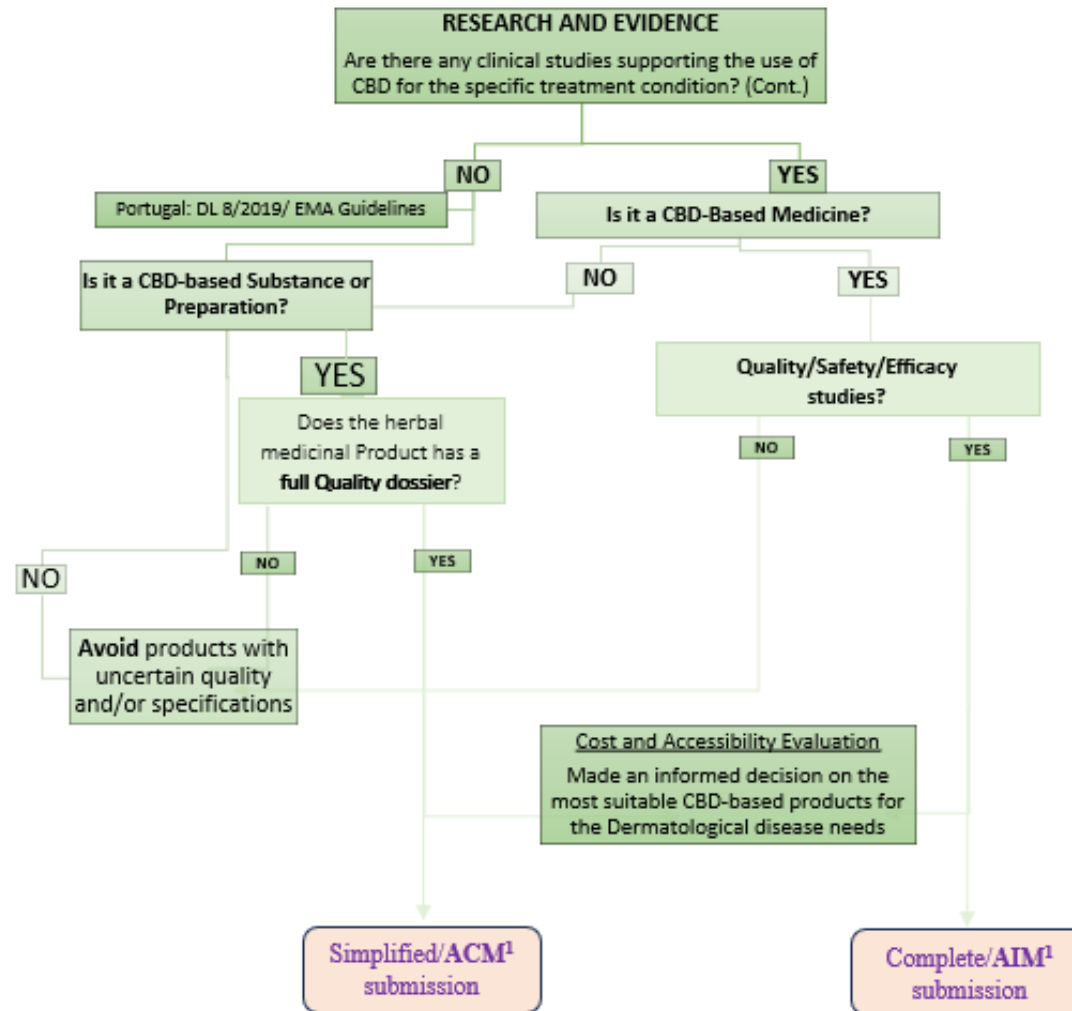 RESEARCH AND EVIDENCE
Are there any clinical studies supporting the use of
CBD for the specific treatment condition? (Cont.)
NO
YES
Portugal: DL 8/2019/ EMA Guidelines
Is it a CBD-Based Medicine?
Is it a CBD-based Substance or
Preparation?
NO
YES
YES
Quality/Safety/Efficacy
studies?
Does the herbal
medicinal Product has a
full Quality dossier?
NO
YES
NO
YES
NO
Avoid products with
uncertain quality
and/or specifications
Cost and Accessibility Evaluation
Made an informed decision on the
most suitable CBD-based products for
the Dermatological disease needs
Simplified/ACM¹
submission
Complete/AIM¹
submission